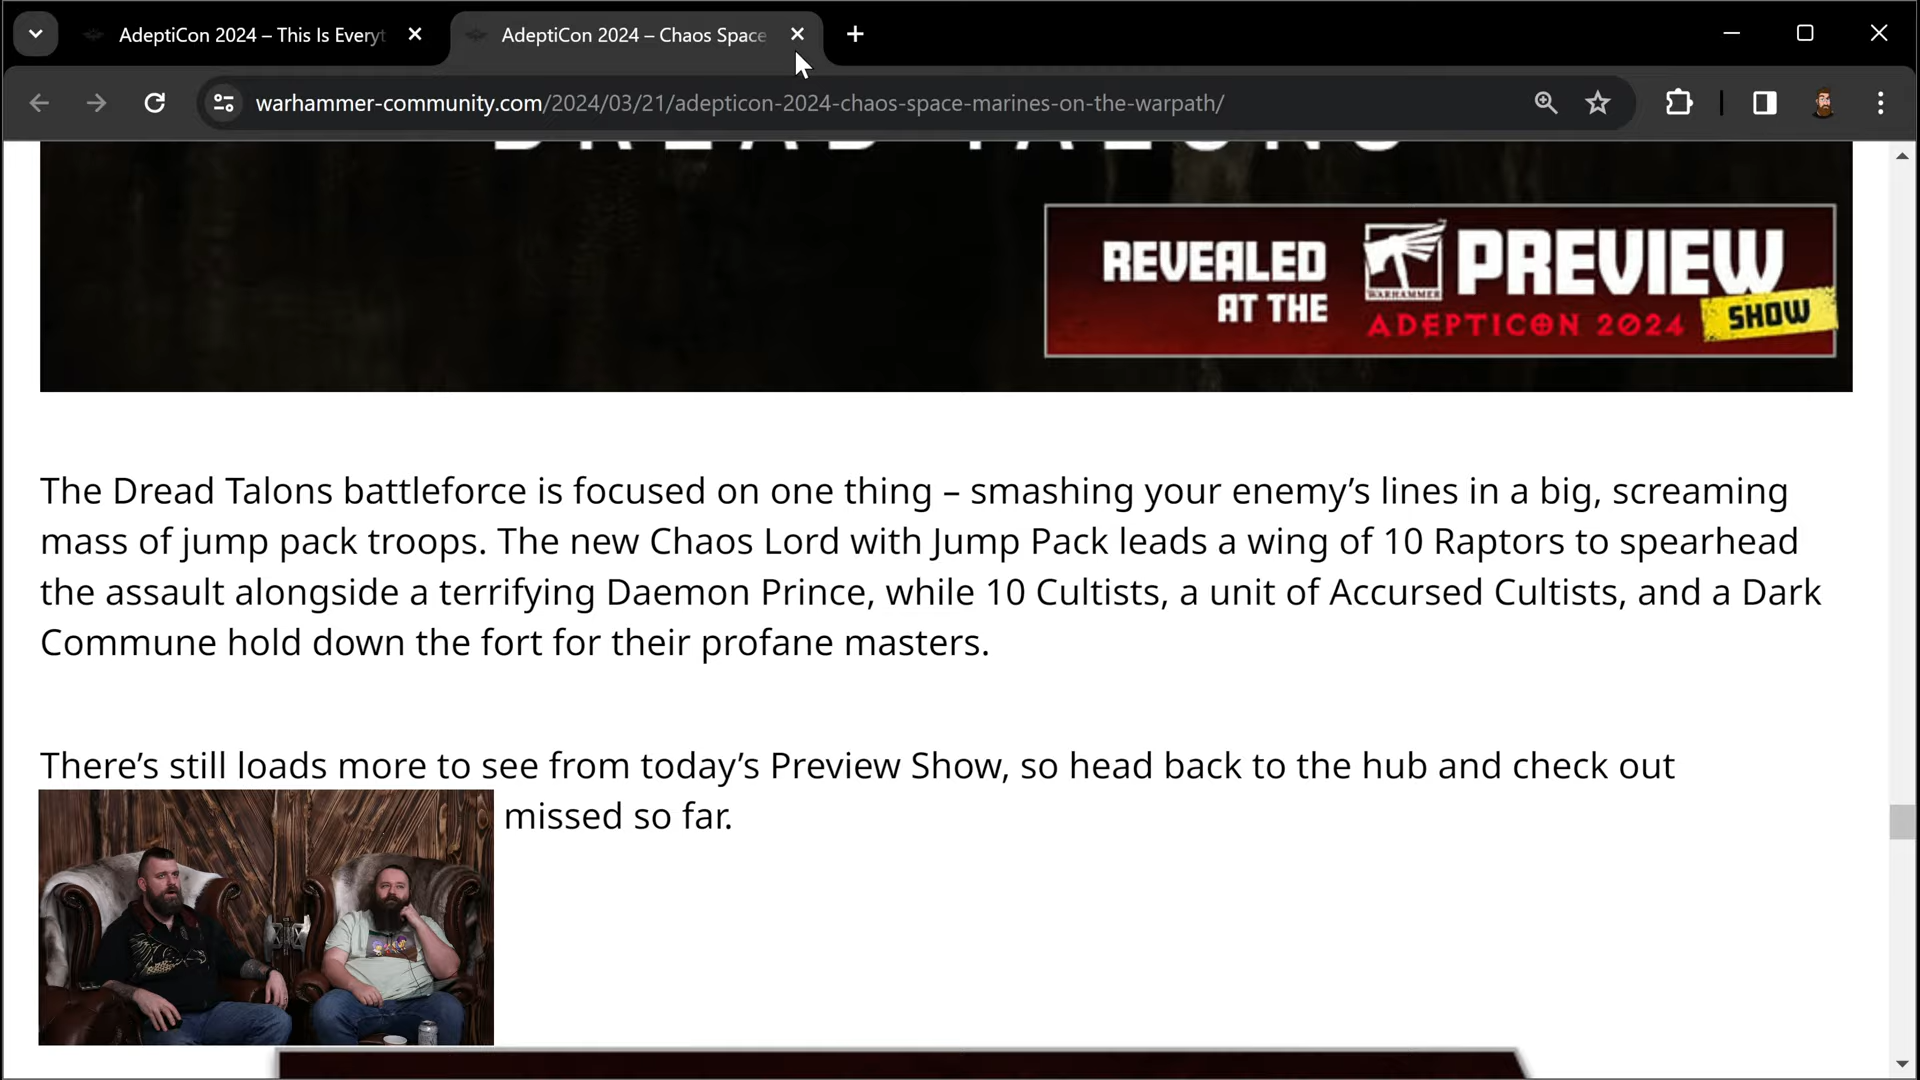 AdeptiCon 2024 – This Is Everyt
AdeptiCon 2024 – Chaos Space
warhammer-community.com/2024/03/21/adepticon-2024-chaos-space-marines-on-the-warpath/
DREAD TALONS
REVEALED
AT THE
WARHAMMER
PREVIEW
ADEPTICON 2024
SHOW
The Dread Talons battleforce is focused on one thing – smashing your enemy’s lines in a big, screaming
mass of jump pack troops. The new Chaos Lord with Jump Pack leads a wing of 10 Raptors to spearhead
the assault alongside a terrifying Daemon Prince, while 10 Cultists, a unit of Accursed Cultists, and a Dark
Commune hold down the fort for their profane masters.
There’s still loads more to see from today’s Preview Show, so head back to the hub and check out
missed so far.